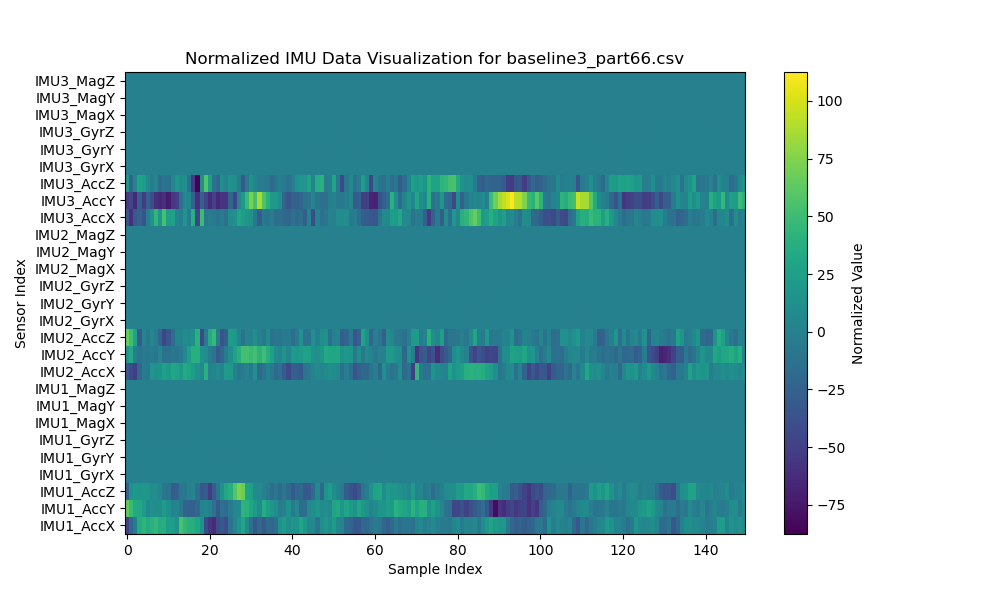 Normalized IMU Data Visualization for baseline3_part66.csv
IMU3_MagZ
IMU3_MagY
IMU3_MagX
IMU3_GyrZ
IMU3_GyrY
IMU3_GyrX
IMU3_AccZ
IMU3_AccY
IMU3_AccX
IMU2_MagZ
IMU2_MagY
IMU2_MagX
IMU2_GyrZ
IMU2_GyrY
IMU2_GyrX
IMU2_AccZ
IMU2_AccY
IMU2_AccX
IMU1_MagZ
IMU1_MagY
IMU1_MagX
IMU1_GyrZ
IMU1_GyrY
IMU1_GyrX
IMU1_AccZ
IMU1_AccY
IMU1_AccX
Sensor Index
0 20 40 60 80 100 120 140
Sample Index
100
75
50
25
0
−25
−50
−75
Normalized Value